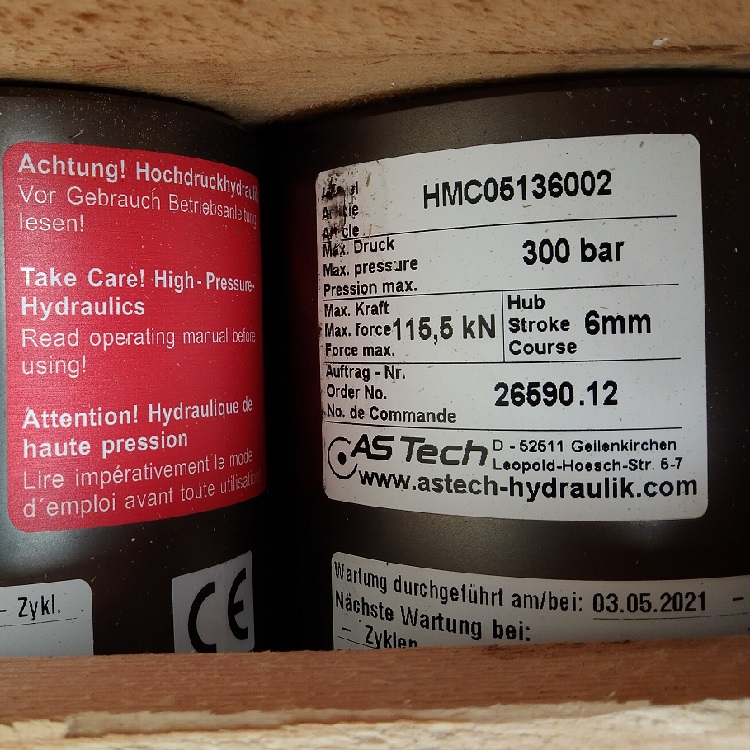 Achtung! Hochdruckhydraulik
Vor Gebrauch Betriebsanleitung
lesen!
Take Care! High-Pressure-
Hydraulics
Read operating manual before
using!
Attention! Hydraulique de
haute pression
Lire impérativement le mode
d'emploi avant toute utilisation
- Zykl.
CE
Article
HMC05136002
Max. Druck
Max. pressure
Pression max.
300 bar
Max. Kraft
Max. Force
Force max.
115,5 kN
Hub
Stroke
Course
6mm
Auftrag - Nr.
Order No.
No. de Commande
26590.12
AS Tech
D - 52511 Geilenkirchen
Leopold-Hoesch-Str. 5-7
www.astech-hydraulik.com
Wartung durchgeführt am/bei: 03.05.2021 -
Nächste Wartung bei:
- Zyklen